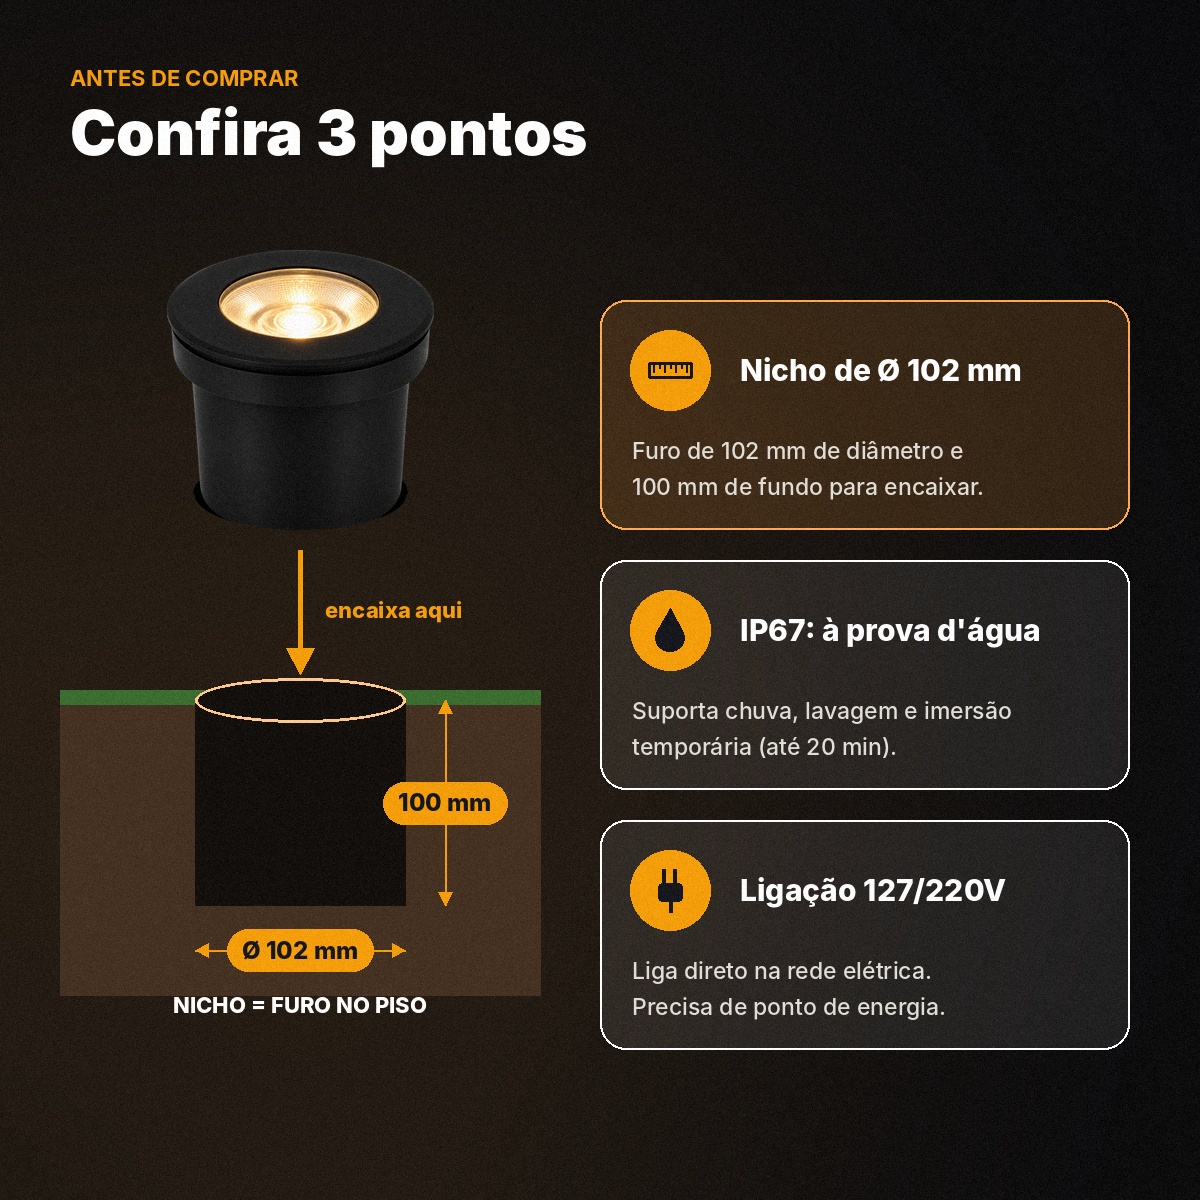 ANTES DE COMPRAR
Confira 3 pontos
encaixa aqui
100 mm
Ø 102 mm
NICHO = FURO NO PISO
Nicho de Ø 102 mm
Furo de 102 mm de diâmetro e
100 mm de fundo para encaixar.
IP67: à prova d'água
Suporta chuva, lavagem e imersão
temporária (até 20 min).
Ligação 127/220V
Liga direto na rede elétrica.
Precisa de ponto de energia.